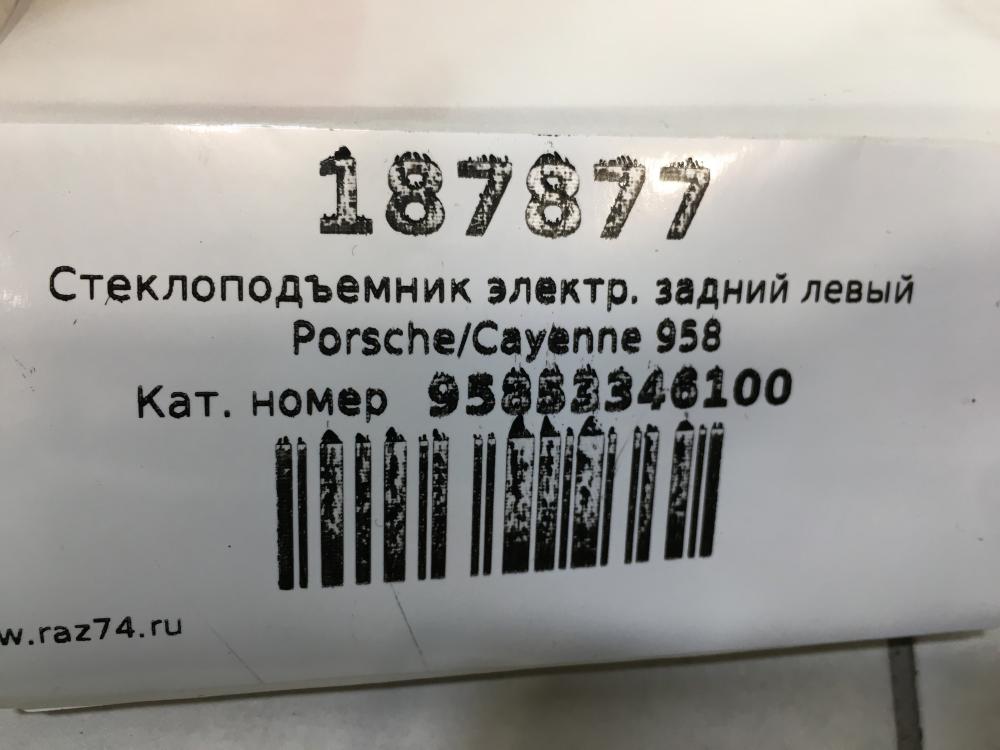 187877
Стеклоподъемник электр. задний левый
Porsche/Cayenne 958
Кат. номер 95853346100
w.raz74.ru